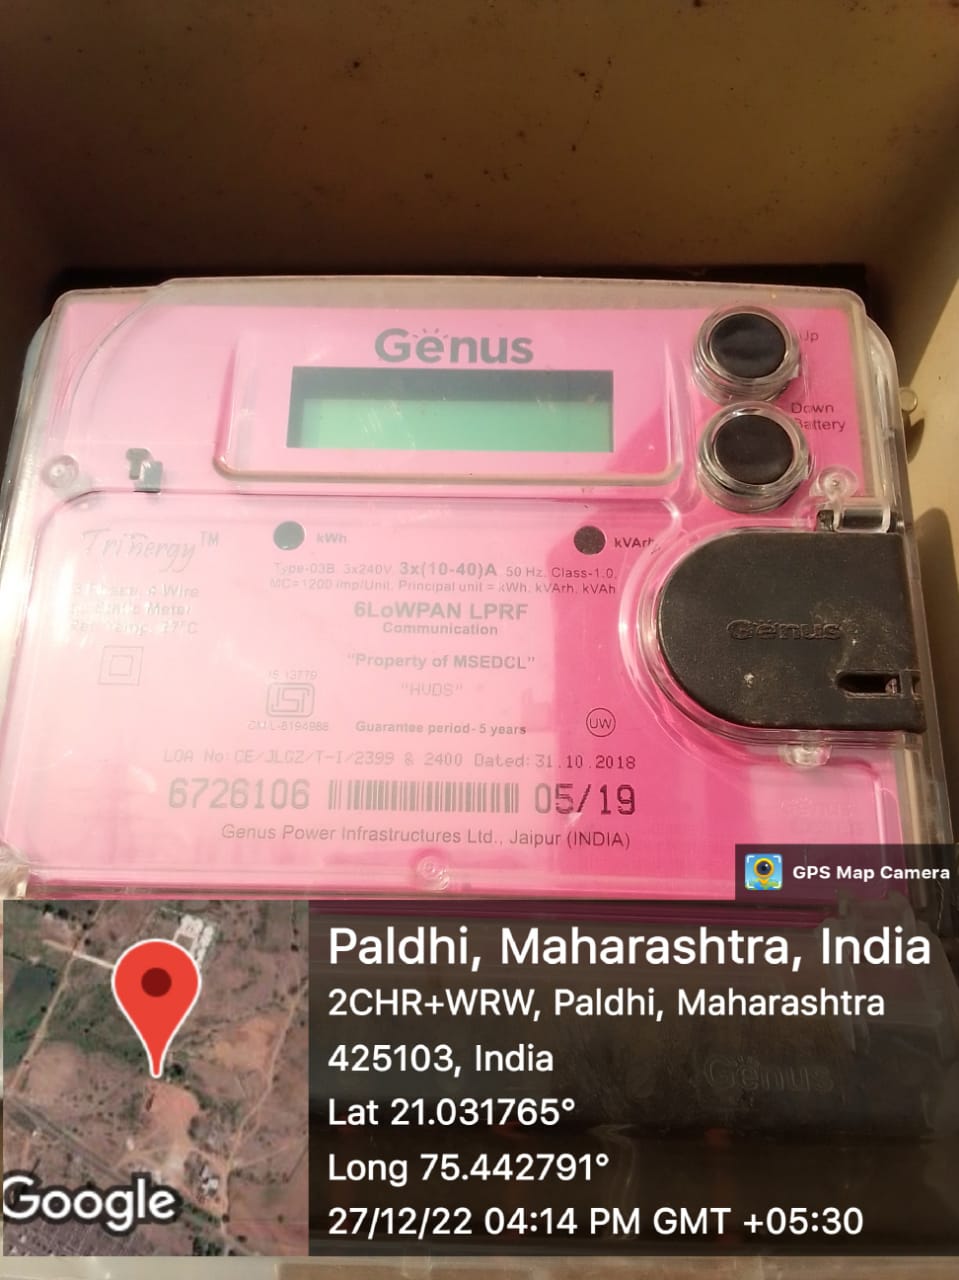 Genus
Up
Down
Battery
TriNergy™
kWh
kVArh
Type-03B 3x240V 3x(10-40)A 50 Hz, Class-1.0,
MC=1200 Imp/Unit. Principal unit = kWh, kVArh, kVAh
3 Phase, 4 Wire
Static Meter
Ref. Temp. 27°C
6LoWPAN LPRF
Communication
Genus
"Property of MSEDCL"
"HVDS"
IS 13779
CM/L-8194988
Guarantee period- 5 years
UW
LOA No:CE/JLGZ/T-I/2399 & 2400 Dated:31.10.2018
6726106 05/19
Genus Power Infrastructures Ltd., Jaipur (INDIA)
GPS Map Camera
Paldhi, Maharashtra, India
2CHR+WRW, Paldhi, Maharashtra
425103, India
Genus
Lat 21.031765°
Long 75.442791°
27/12/22 04:14 PM GMT +05:30
Google